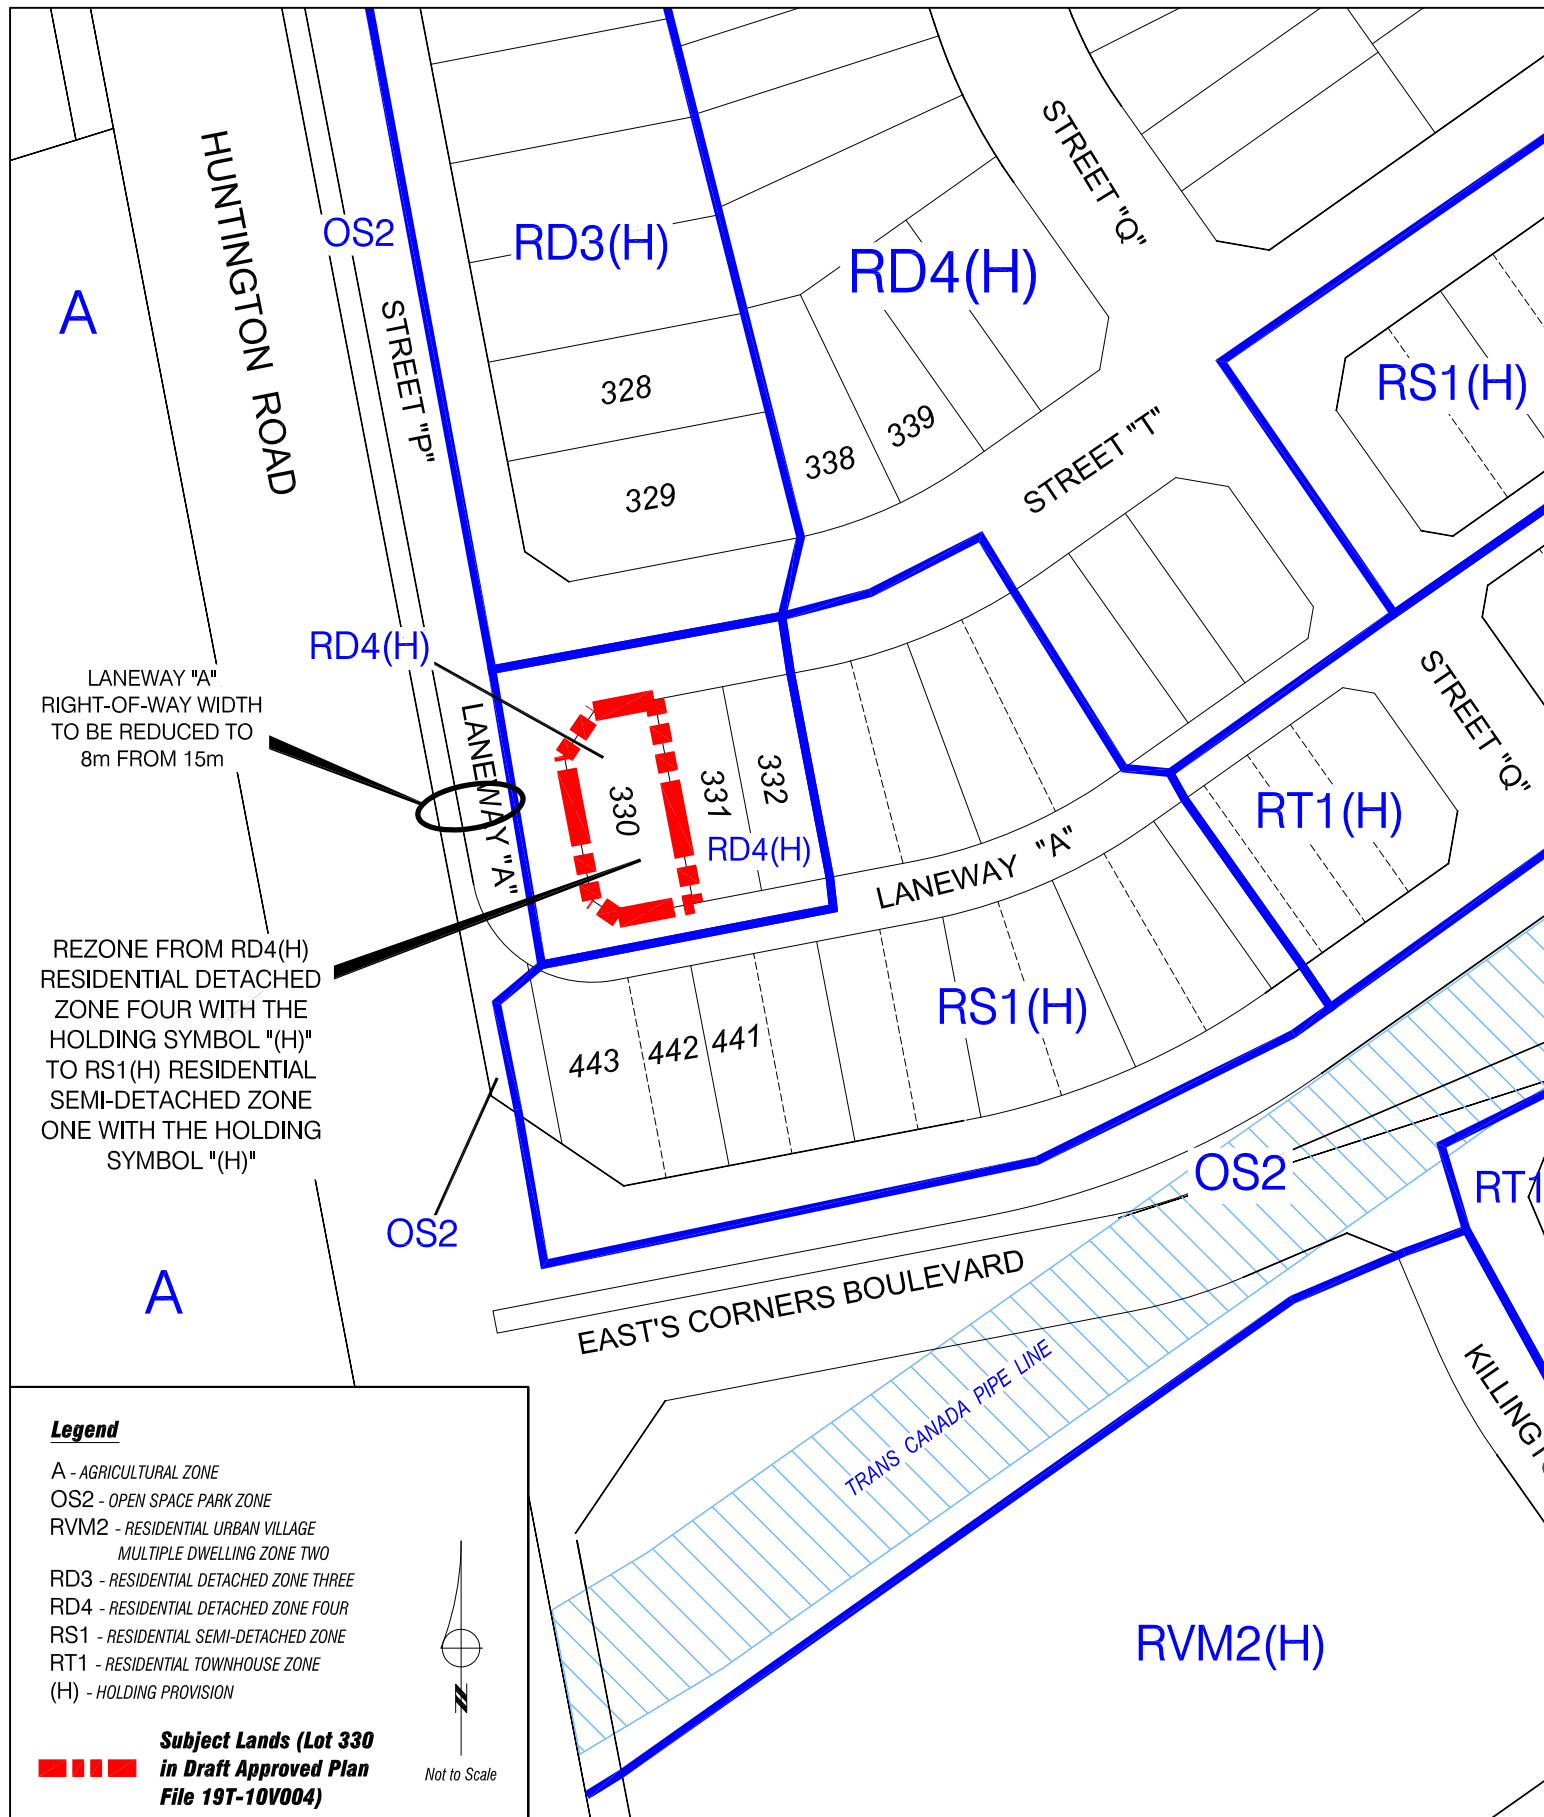 HUNTINGTON ROAD
OS2
STREET "P"
RD3(H)
RD4(H)
STREET "Q"
A
RS1(H)
328
329
338
339
STREET "T"
RD4(H)
LANEWAY "A"
RIGHT-OF-WAY WIDTH
TO BE REDUCED TO
8m FROM 15m
LANEWAY "A"
330
331
332
RD4(H)
STREET "Q"
RT1(H)
LANEWAY "A"
REZONE FROM RD4(H)
RESIDENTIAL DETACHED
ZONE FOUR WITH THE
HOLDING SYMBOL "(H)"
TO RS1(H) RESIDENTIAL
SEMI-DETACHED ZONE
ONE WITH THE HOLDING
SYMBOL "(H)"
RS1(H)
443
442
441
OS2
OS2
RT1
A
EAST'S CORNERS BOULEVARD
TRANS CANADA PIPE LINE
RVM2(H)
Legend
A - AGRICULTURAL ZONE
OS2 - OPEN SPACE PARK ZONE
RVM2 - RESIDENTIAL URBAN VILLAGE
MULTIPLE DWELLING ZONE TWO
RD3 - RESIDENTIAL DETACHED ZONE THREE
RD4 - RESIDENTIAL DETACHED ZONE FOUR
RS1 - RESIDENTIAL SEMI-DETACHED ZONE
RT1 - RESIDENTIAL TOWNHOUSE ZONE
(H) - HOLDING PROVISION
Subject Lands (Lot 330
in Draft Approved Plan
File 19T-10V004)
N
Not to Scale